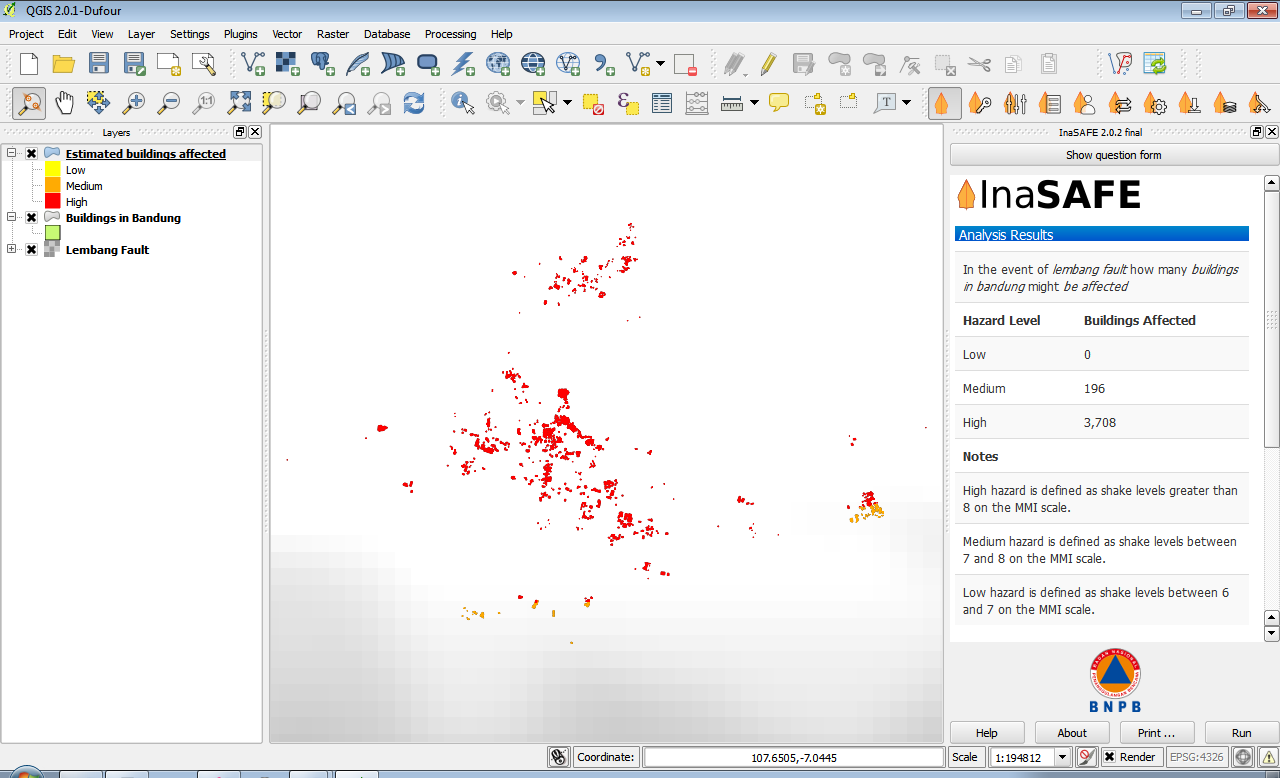 QGIS 2.0.1-Dufour
Project Edit View Layer Settings Plugins Vector Raster Database Processing Help
1:1
T
Layers
Estimated buildings affected
Low
Medium
High
Buildings in Bandung
Lembang Fault
InaSAFE 2.0.2 final
Show question form
InaSAFE
Analysis Results
In the event of lembang fault how many buildings
in bandung might be affected
Hazard Level Buildings Affected
Low 0
Medium 196
High 3,708
Notes
High hazard is defined as shake levels greater than
8 on the MMI scale.
Medium hazard is defined as shake levels between
7 and 8 on the MMI scale.
Low hazard is defined as shake levels between 6
and 7 on the MMI scale.
BADAN NASIONAL
PENANGGULANGAN BENCANA
BNPB
Help About Print ... Run
Coordinate: 107.6505,-7.0445 Scale 1:194812 Render EPSG:4326